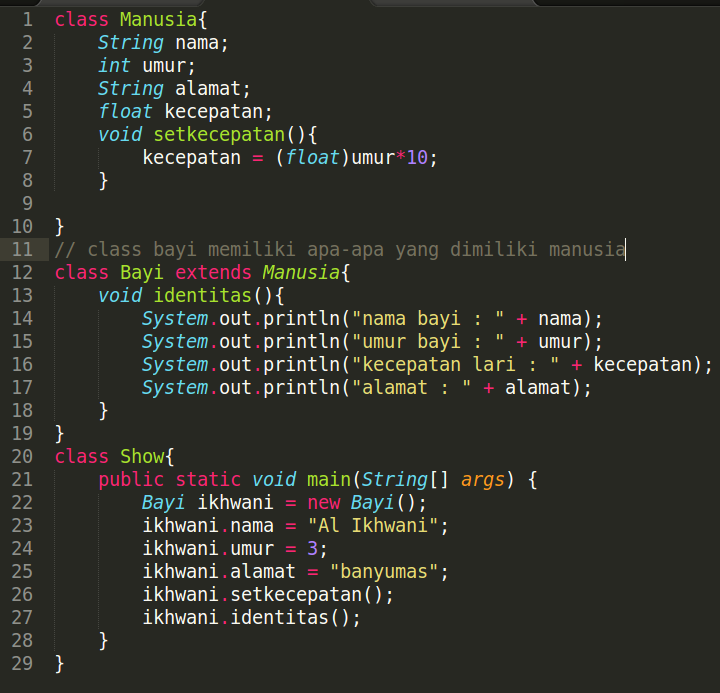 1 class Manusia{
2     String nama;
3     int umur;
4     String alamat;
5     float kecepatan;
6     void setkecepatan(){
7         kecepatan = (float)umur*10;
8     }
9
10 }
11 // class bayi memiliki apa-apa yang dimiliki manusia
12 class Bayi extends Manusia{
13     void identitas(){
14         System.out.println("nama bayi : " + nama);
15         System.out.println("umur bayi : " + umur);
16         System.out.println("kecepatan lari : " + kecepatan);
17         System.out.println("alamat : " + alamat);
18     }
19 }
20 class Show{
21     public static void main(String[] args) {
22         Bayi ikhwani = new Bayi();
23         ikhwani.nama = "Al Ikhwani";
24         ikhwani.umur = 3;
25         ikhwani.alamat = "banyumas";
26         ikhwani.setkecepatan();
27         ikhwani.identitas();
28     }
29 }